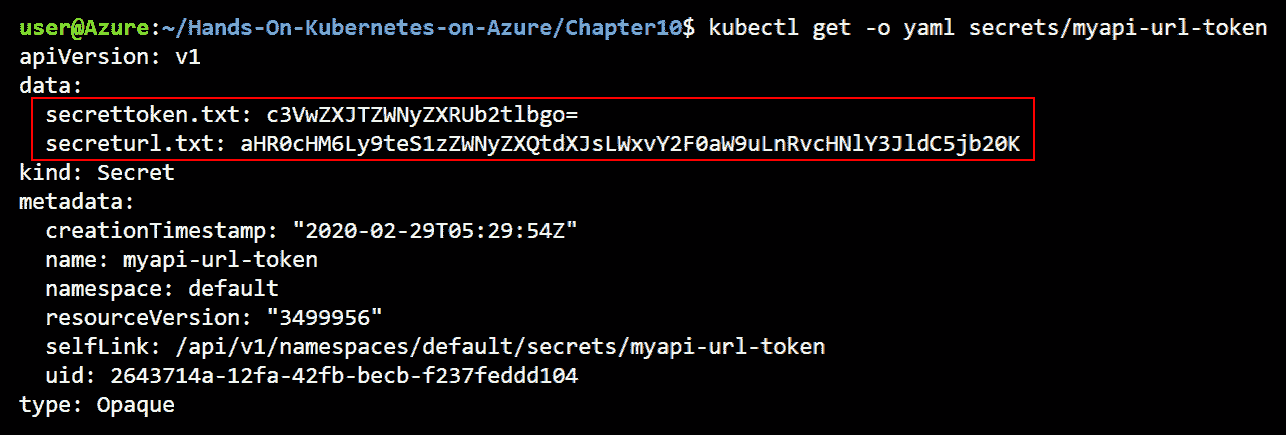 user@Azure:~/Hands-On-Kubernetes-on-Azure/Chapter10$ kubectl get -o yaml secrets/myapi-url-token
apiVersion: v1
data:
  secrettoken.txt: c3VwZXJTZWNyZXRUb2tlbgo=
  secreturl.txt: aHR0cHM6Ly9teS1zZWNyZXQtdXJsLWxvY2F0aW9uLnRvcHNlY3JldC5jb20K
kind: Secret
metadata:
  creationTimestamp: "2020-02-29T05:29:54Z"
  name: myapi-url-token
  namespace: default
  resourceVersion: "3499956"
  selfLink: /api/v1/namespaces/default/secrets/myapi-url-token
  uid: 2643714a-12fa-42fb-becb-f237feddd104
type: Opaque